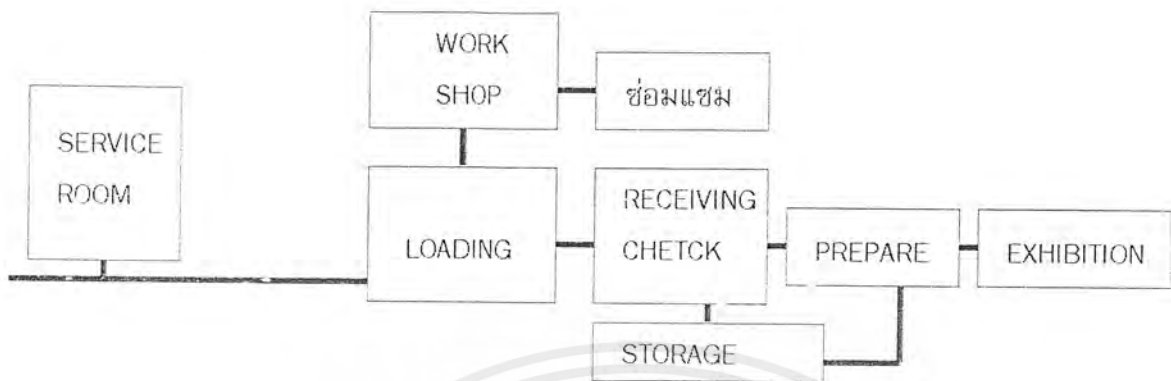 WORK
SHOP
ซ่อมแซม
SERVICE
ROOM
LOADING
RECEIVING
CHETCK
PREPARE
EXHIBITION
STORAGE